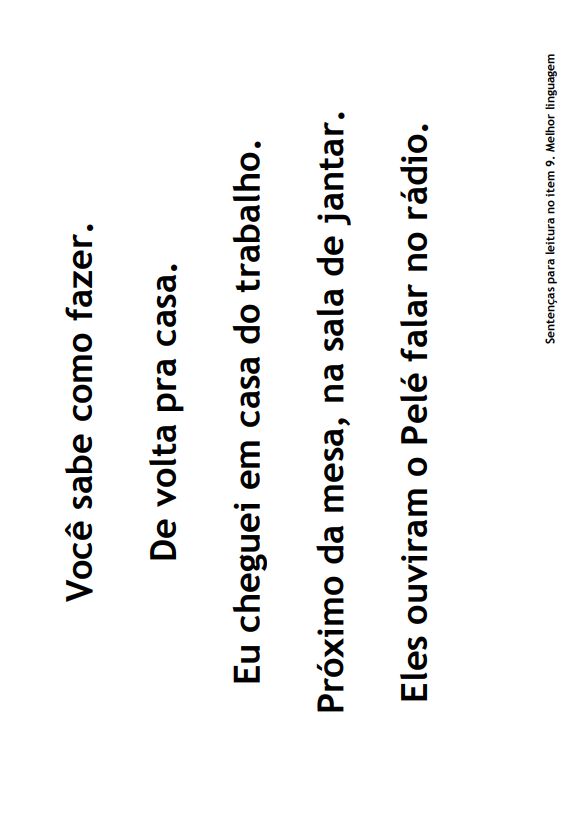 Você sabe como fazer.
De volta pra casa.
Eu cheguei em casa do trabalho.
Próximo da mesa, na sala de jantar.
Eles ouviram o Pelé falar no rádio.
Sentenças para leitura no item 9. Melhor linguagem